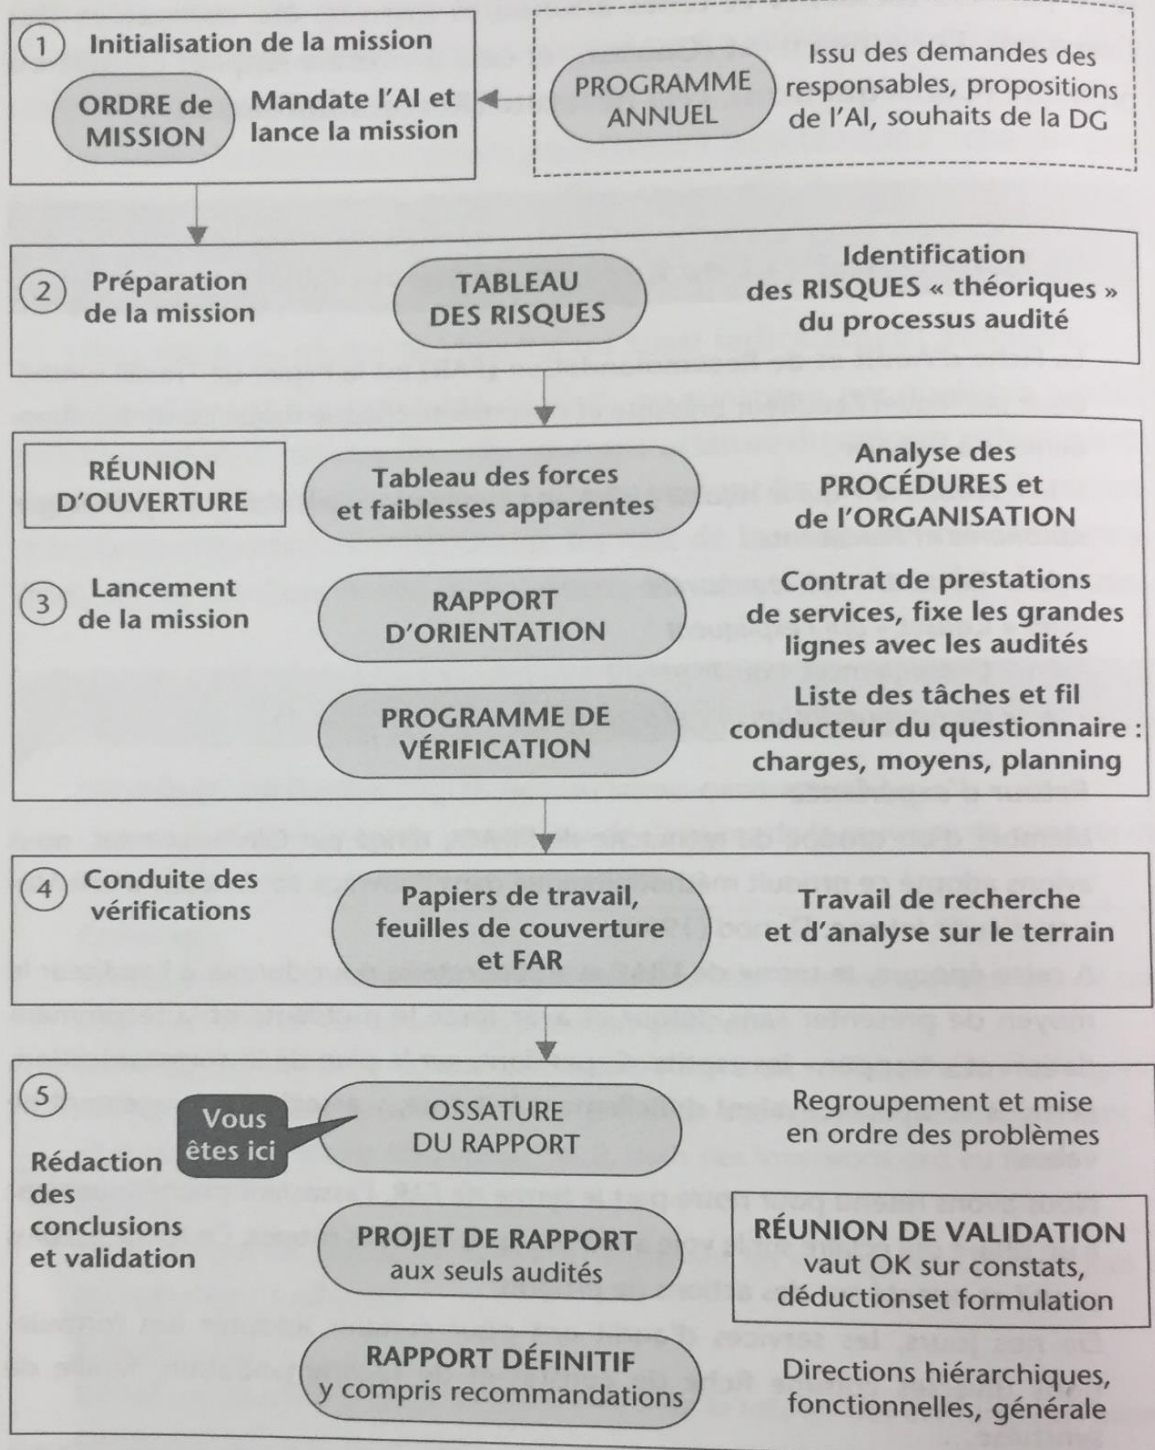 1 Initialisation de la mission
ORDRE de
MISSION
Mandate l'AI et
lance la mission
PROGRAMME
ANNUEL
Issu des demandes des
responsables, propositions
de l'AI, souhaits de la DG
2 Préparation
de la mission
TABLEAU
DES RISQUES
Identification
des RISQUES « théoriques »
du processus audité
RÉUNION
D'OUVERTURE
Tableau des forces
et faiblesses apparentes
Analyse des
PROCÉDURES et
de l'ORGANISATION
3 Lancement
de la mission
RAPPORT
D'ORIENTATION
Contrat de prestations
de services, fixe les grandes
lignes avec les audités
PROGRAMME DE
VÉRIFICATION
Liste des tâches et fil
conducteur du questionnaire :
charges, moyens, planning
4 Conduite des
vérifications
Papiers de travail,
feuilles de couverture
et FAR
Travail de recherche
et d'analyse sur le terrain
5
Rédaction
des
conclusions
et validation
Vous
êtes ici
OSSATURE
DU RAPPORT
Regroupement et mise
en ordre des problèmes
PROJET DE RAPPORT
aux seuls audités
RÉUNION DE VALIDATION
vaut OK sur constats,
déductionset formulation
RAPPORT DÉFINITIF
y compris recommandations
Directions hiérarchiques,
fonctionnelles, générale